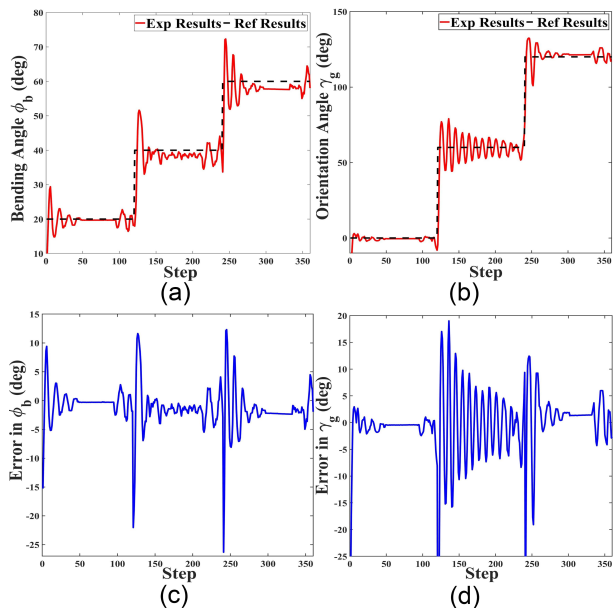 Exp Results Ref Results
80
70
60
50
40
30
20
10
Bending Angle ϕ_b (deg)
0 50 100 150 200 250 300 350
Step
(a)
Exp Results Ref Results
150
100
50
0
Orientation Angle γ_g (deg)
0 50 100 150 200 250 300 350
Step
(b)
15
10
5
0
-5
-10
-15
-20
-25
Error in ϕ_b (deg)
0 50 100 150 200 250 300 350
Step
(c)
20
15
10
5
0
-5
-10
-15
-20
-25
Error in γ_g (deg)
0 50 100 150 200 250 300 350
Step
(d)